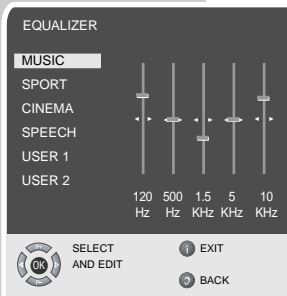 EQUALIZER
MUSIC
SPORT
CINEMA
SPEECH
USER 1
USER 2
120 500 1.5 5 10
Hz Hz KHz KHz KHz
OK
SELECT
AND EDIT
i EXIT
BACK